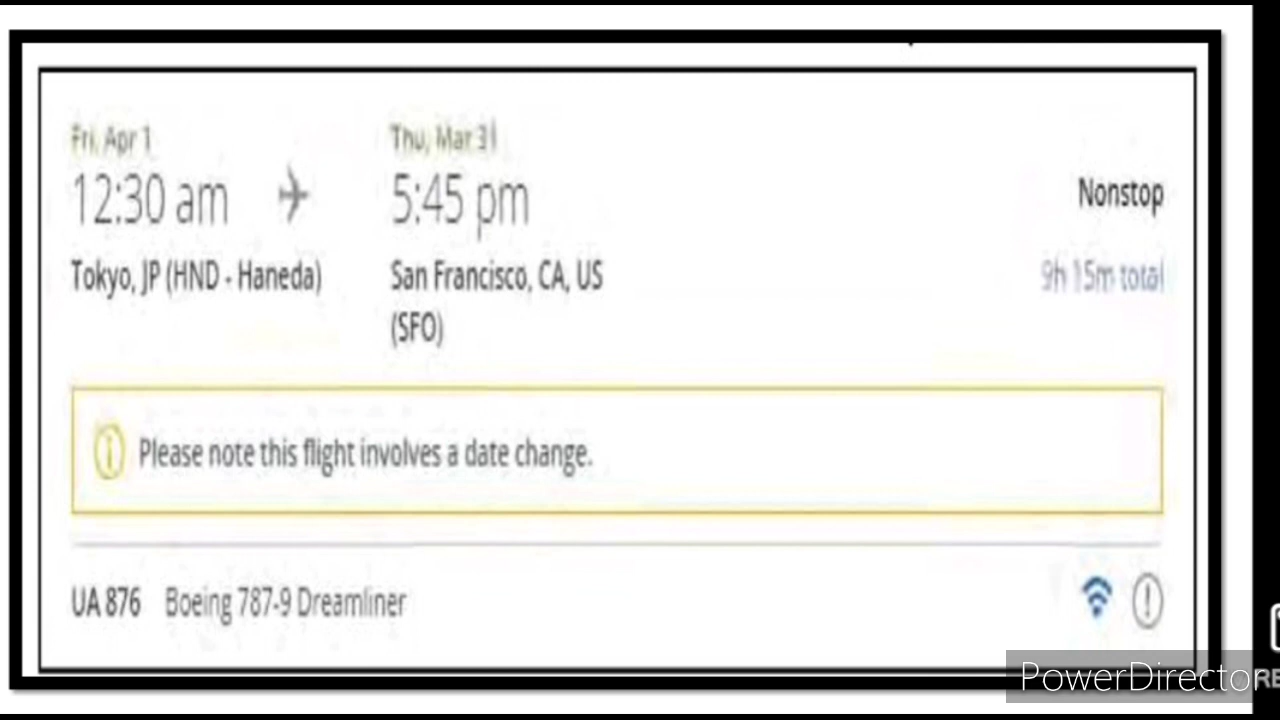 Fri, Apr 1
12:30 am
Tokyo, JP (HND - Haneda)
Thu, Mar 31
5:45 pm
San Francisco, CA, US
(SFO)
Nonstop
9h 15m total
Please note this flight involves a date change.
UA 876 Boeing 787-9 Dreamliner
PowerDirector